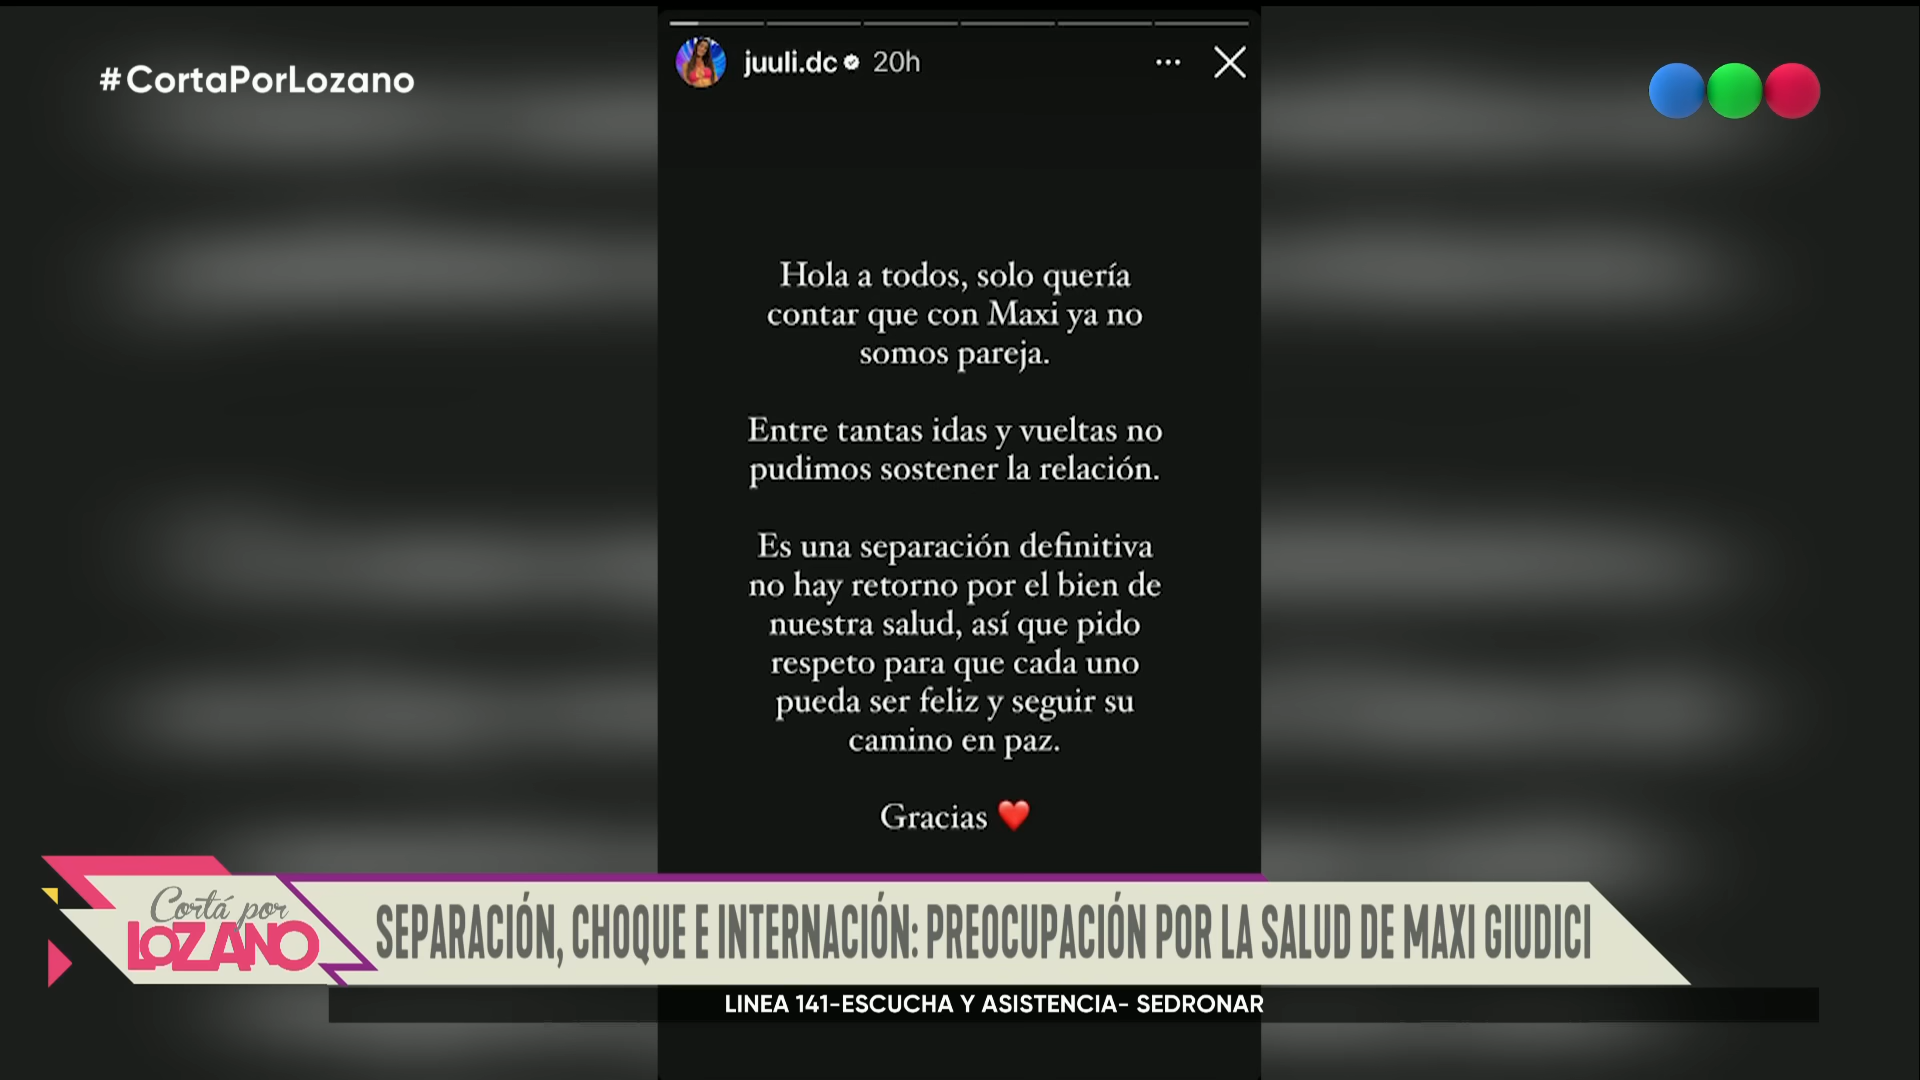 #CortaPorLozano
juuli.dc 20h
Hola a todos, solo quería
contar que con Maxi ya no
somos pareja.
Entre tantas idas y vueltas no
pudimos sostener la relación.
Es una separación definitiva
no hay retorno por el bien de
nuestra salud, así que pido
respeto para que cada uno
pueda ser feliz y seguir su
camino en paz.
Gracias ❤️
Cortá por
LOZANO
SEPARACIÓN, CHOQUE E INTERNACIÓN: PREOCUPACIÓN POR LA SALUD DE MAXI GIUDICI
LINEA 141-ESCUCHA Y ASISTENCIA- SEDRONAR